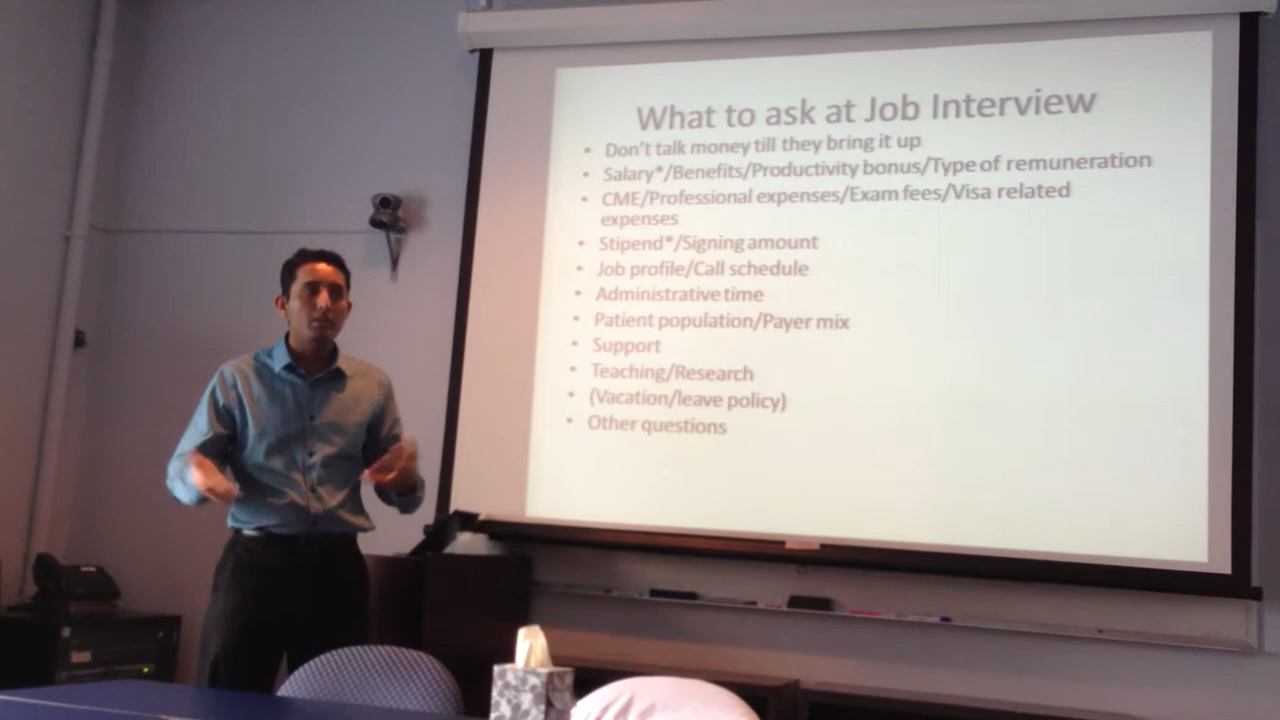 What to ask at Job Interview
• Don't talk money till they bring it up
• Salary*/Benefits/Productivity bonus/Type of remuneration
• CME/Professional expenses/Exam fees/Visa related
expenses
• Stipend*/Signing amount
• Job profile/Call schedule
• Administrative time
• Patient population/Payer mix
• Support
• Teaching/Research
• (Vacation/leave policy)
• Other questions